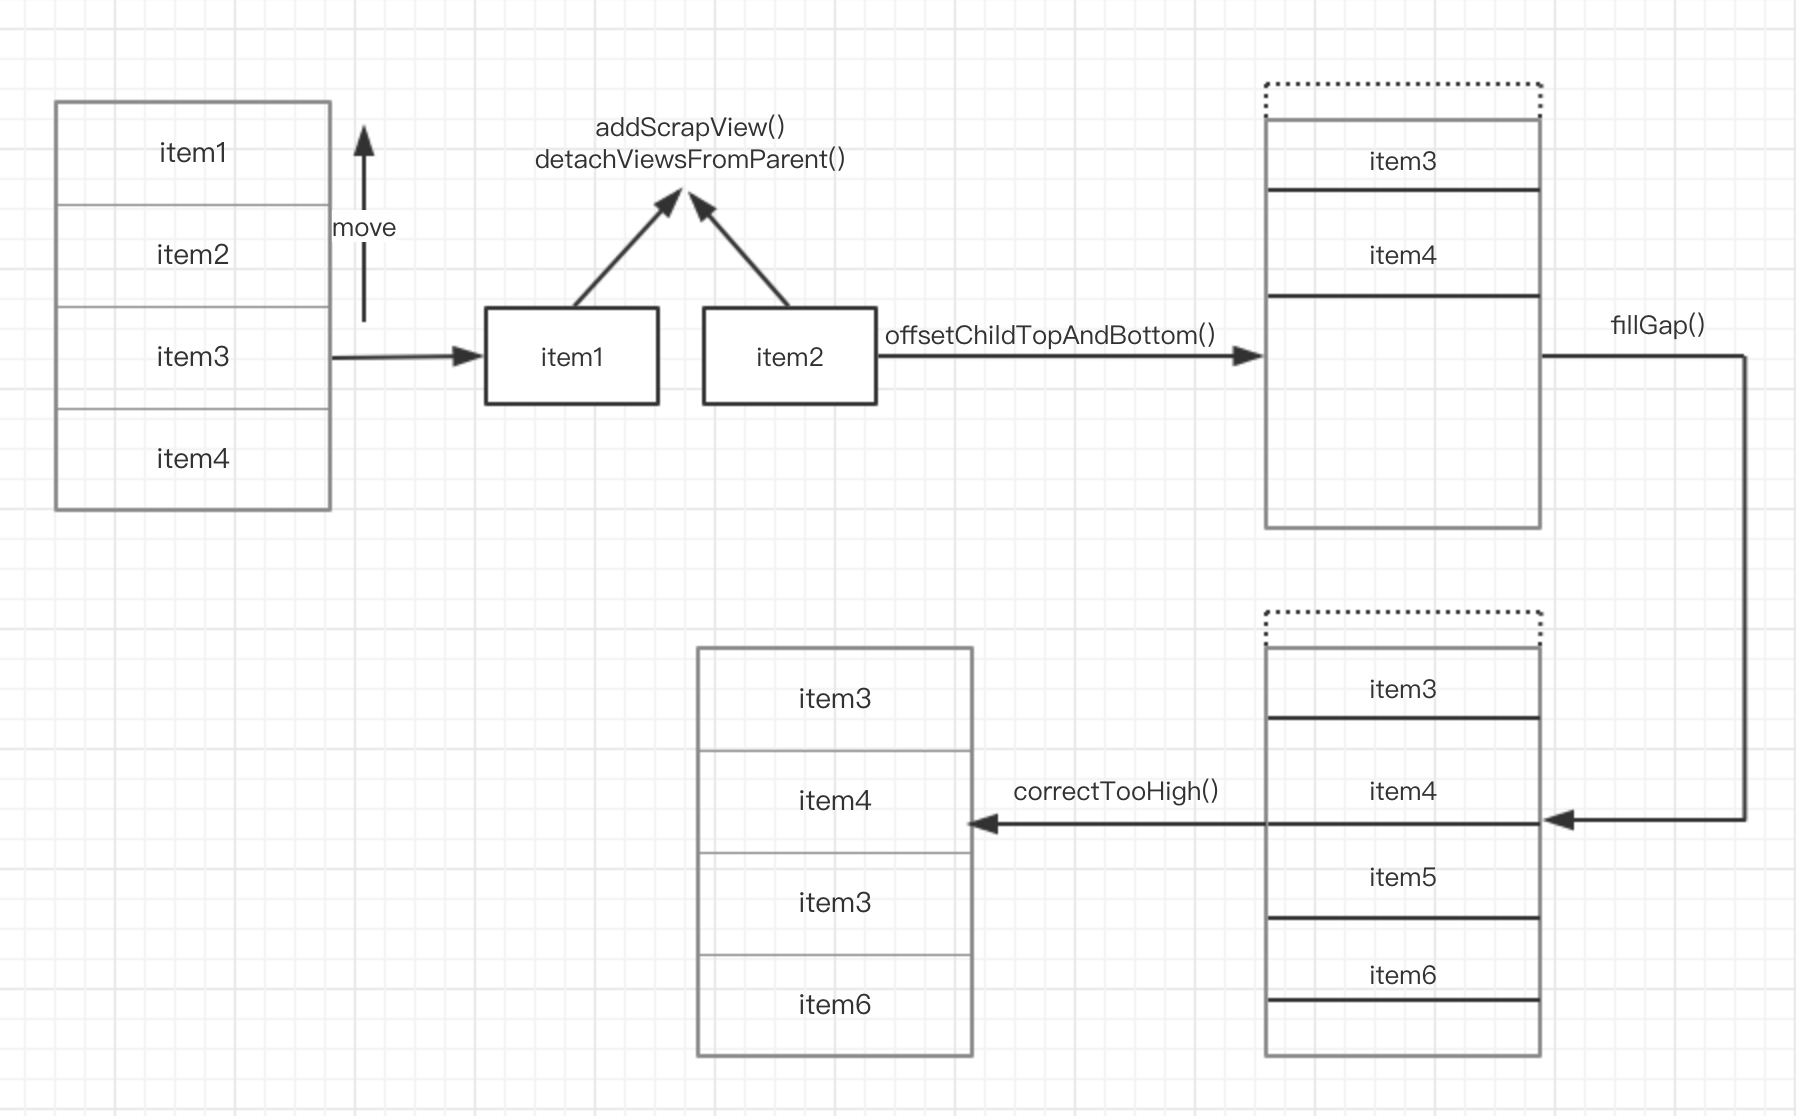 item1
item2
item3
item4
move
addScrapView()
detachViewsFromParent()
item1
item2
offsetChildTopAndBottom()
item3
item4
fillGap()
item3
item4
item5
item6
correctTooHigh()
item3
item4
item3
item6